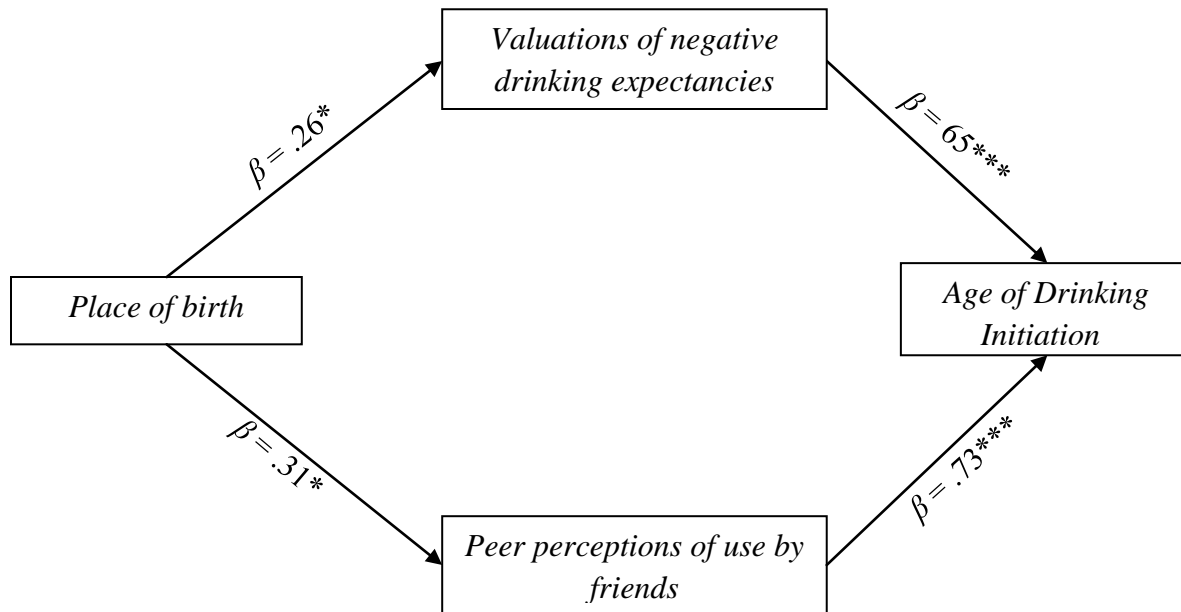 Valuations of negative
drinking expectancies
β = .26*
β = 65***
Place of birth
Age of Drinking
Initiation
β = .31*
β = .73***
Peer perceptions of use by
friends